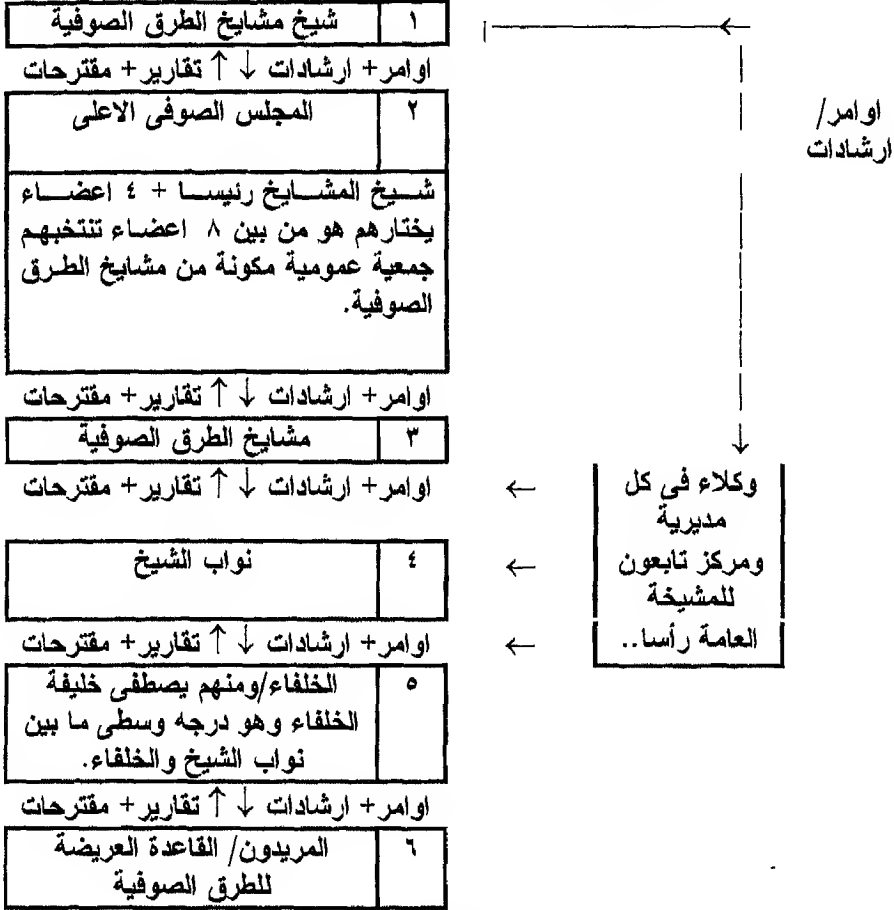 ١ شيخ مشايخ الطرق الصوفية
اوامر+ ارشادات ↓ ↑ تقارير+ مقترحات
٢ المجلس الصوفى الاعلى
شيخ المشايخ رئيسا + ٤ اعضاء
يختارهم هو من بين ٨ اعضاء تنتخبهم
جمعية عمومية مكونة من مشايخ الطرق
الصوفية.
اوامر+ ارشادات ↓ ↑ تقارير+ مقترحات
٣ مشايخ الطرق الصوفية
اوامر+ ارشادات ↓ ↑ تقارير+ مقترحات
٤ نواب الشيخ
اوامر+ ارشادات ↓ ↑ تقارير+ مقترحات
٥ الخلفاء/ومنهم يصطفى خليفة
الخلفاء وهو درجه وسطى ما بين
نواب الشيخ والخلفاء.
اوامر+ ارشادات ↓ ↑ تقارير+ مقترحات
٦ المريدون/ القاعدة العريضة
للطرق الصوفية
اوامر/
ارشادات
وكلاء فى كل
مديرية
ومركز تابعون
للمشيخة
العامة رأسا..